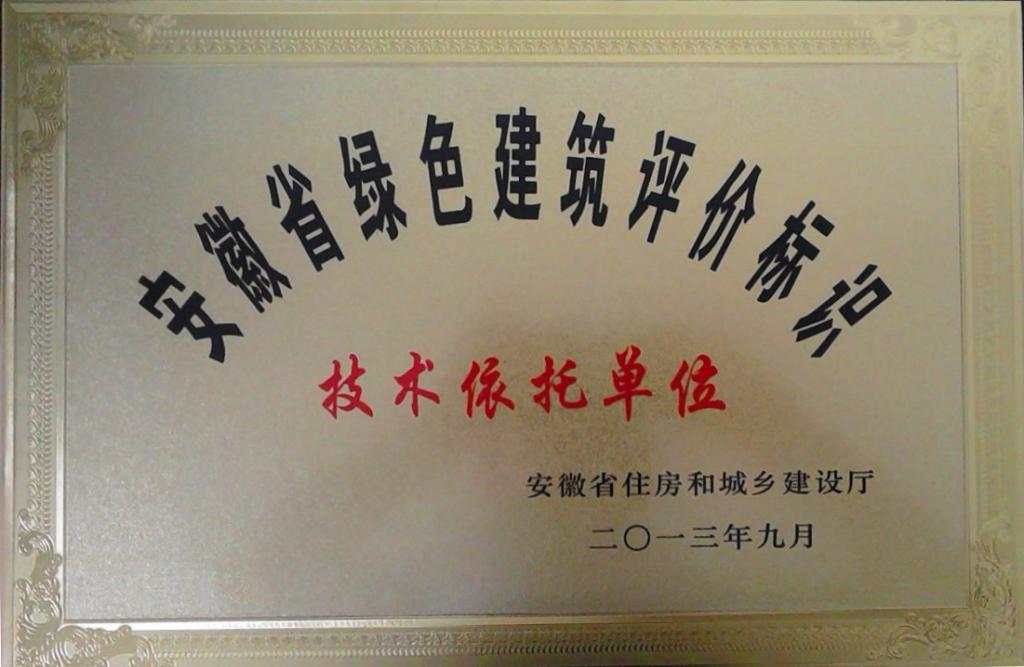 安徽省绿色建筑评价标识
技术依托单位
安徽省住房和城乡建设厅
二〇一三年九月